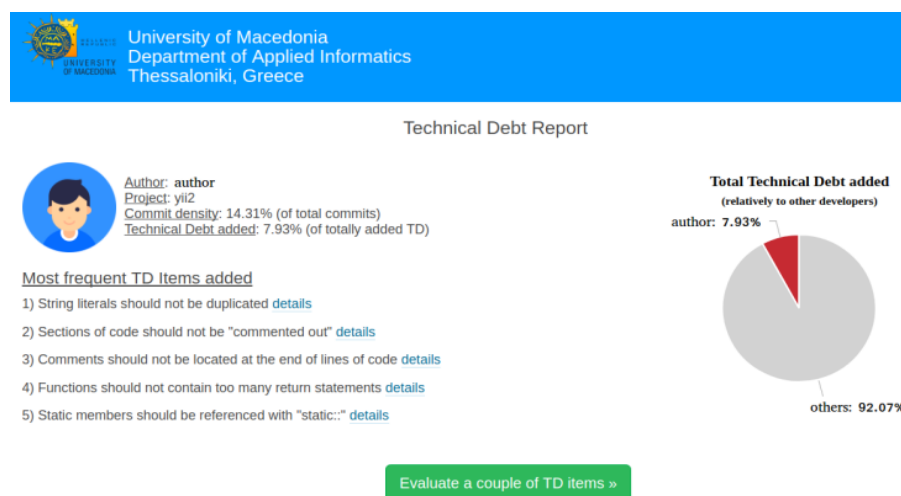 UNIVERSITY
OF MACEDONIA
University of Macedonia
Department of Applied Informatics
Thessaloniki, Greece
Technical Debt Report
Author: author
Project: yii2
Commit density: 14.31% (of total commits)
Technical Debt added: 7.93% (of totally added TD)
Most frequent TD Items added
1) String literals should not be duplicated details
2) Sections of code should not be "commented out" details
3) Comments should not be located at the end of lines of code details
4) Functions should not contain too many return statements details
5) Static members should be referenced with "static::" details
Total Technical Debt added
(relatively to other developers)
author: 7.93%
others: 92.07%
Evaluate a couple of TD items »